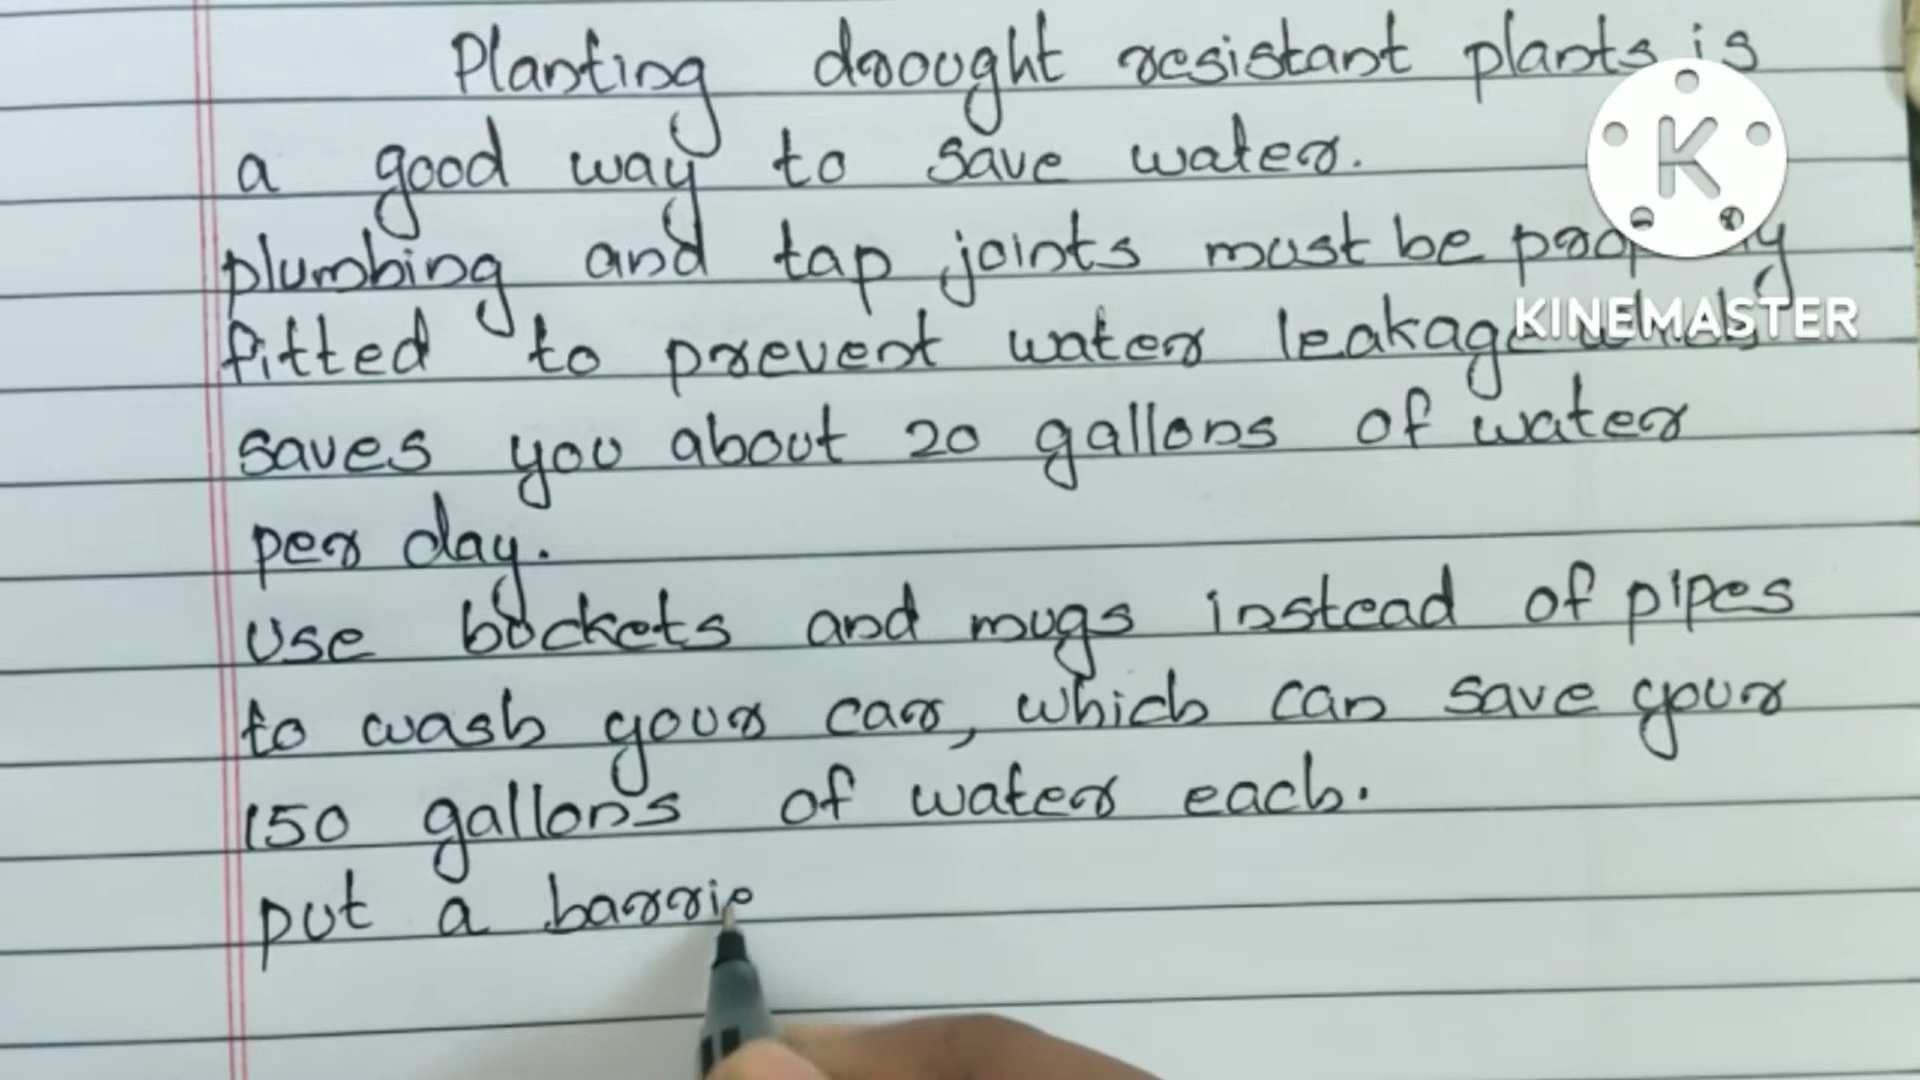 Planting drought resistant plants is
a good way to save water.
plumbing and tap joints must be
fitted to prevent water leakage
KINEMASTER
saves you about 20 gallons of water
per day.
use buckets and mugs instead of pipes
to wash your car, which can save your
150 gallons of water each.
put a barrie